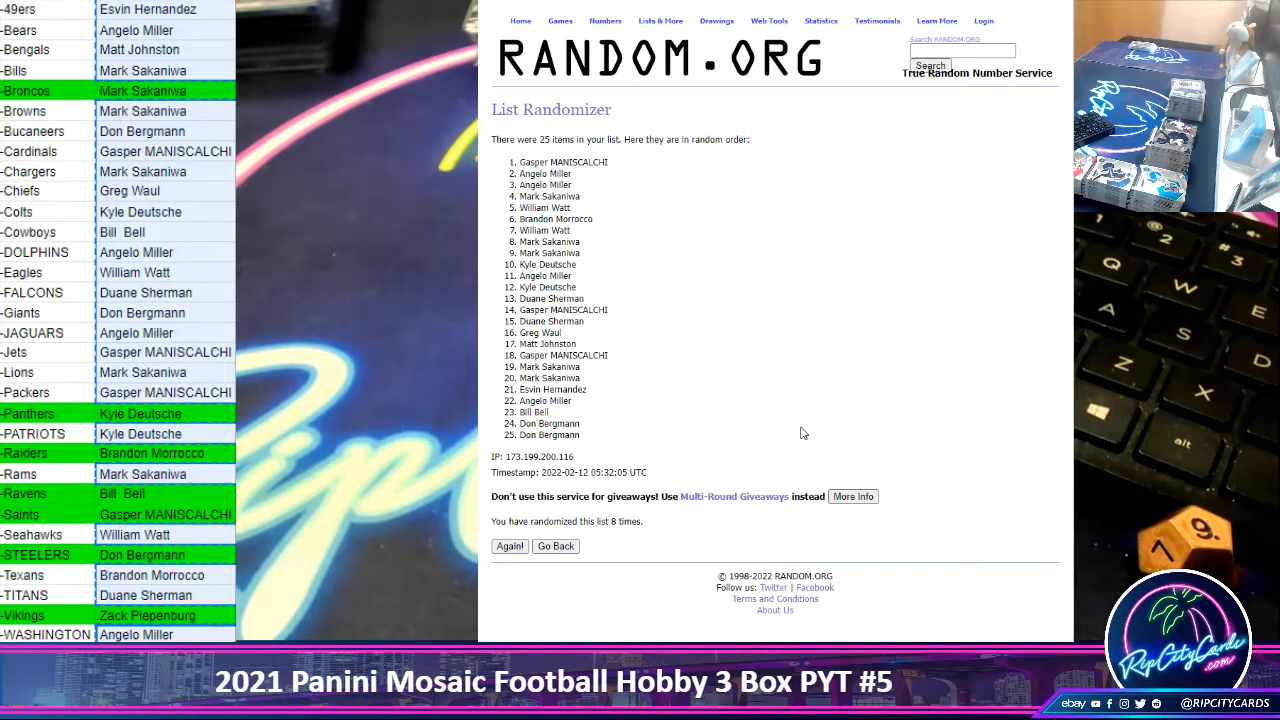 -49ers Esvin Hernandez
-Bears Angelo Miller
-Bengals Matt Johnston
-Bills Mark Sakaniwa
-Broncos Mark Sakaniwa
-Browns Mark Sakaniwa
-Bucaneers Don Bergmann
-Cardinals Gasper MANISCALCHI
-Chargers Mark Sakaniwa
-Chiefs Greg Waul
-Colts Kyle Deutsche
-Cowboys Bill Bell
-DOLPHINS Angelo Miller
-Eagles William Watt
-FALCONS Duane Sherman
-Giants Don Bergmann
-JAGUARS Angelo Miller
-Jets Gasper MANISCALCHI
-Lions Mark Sakaniwa
-Packers Gasper MANISCALCHI
-Panthers Kyle Deutsche
-PATRIOTS Kyle Deutsche
-Raiders Brandon Morrocco
-Rams Mark Sakaniwa
-Ravens Bill Bell
-Saints Gasper MANISCALCHI
-Seahawks William Watt
-STEELERS Don Bergmann
-Texans Brandon Morrocco
-TITANS Duane Sherman
-Vikings Zack Piepenburg
-WASHINGTON Angelo Miller
Home Games Numbers Lists & More Drawings Web Tools Statistics Testimonials Learn More Login
RANDOM.ORG
Search RANDOM.ORG
Search
True Random Number Service
List Randomizer
There were 25 items in your list. Here they are in random order:
1. Gasper MANISCALCHI
2. Angelo Miller
3. Angelo Miller
4. Mark Sakaniwa
5. William Watt
6. Brandon Morrocco
7. William Watt
8. Mark Sakaniwa
9. Mark Sakaniwa
10. Kyle Deutsche
11. Angelo Miller
12. Kyle Deutsche
13. Duane Sherman
14. Gasper MANISCALCHI
15. Duane Sherman
16. Greg Waul
17. Matt Johnston
18. Gasper MANISCALCHI
19. Mark Sakaniwa
20. Mark Sakaniwa
21. Esvin Hernandez
22. Angelo Miller
23. Bill Bell
24. Don Bergmann
25. Don Bergmann
IP: 173.199.200.116
Timestamp: 2022-02-12 05:32:05 UTC
Don't use this service for giveaways! Use Multi-Round Giveaways instead More Info
You have randomized this list 8 times.
Again! Go Back
© 1998-2022 RANDOM.ORG
Follow us: Twitter | Facebook
Terms and Conditions
About Us
2021 Panini Mosaic Football Hobby 3 Box PYT #5
RipCityCards
.com
ebay @RIPCITYCARDS
Q
2
#
3
A
W
S
E
Z
X
D
alt
9.